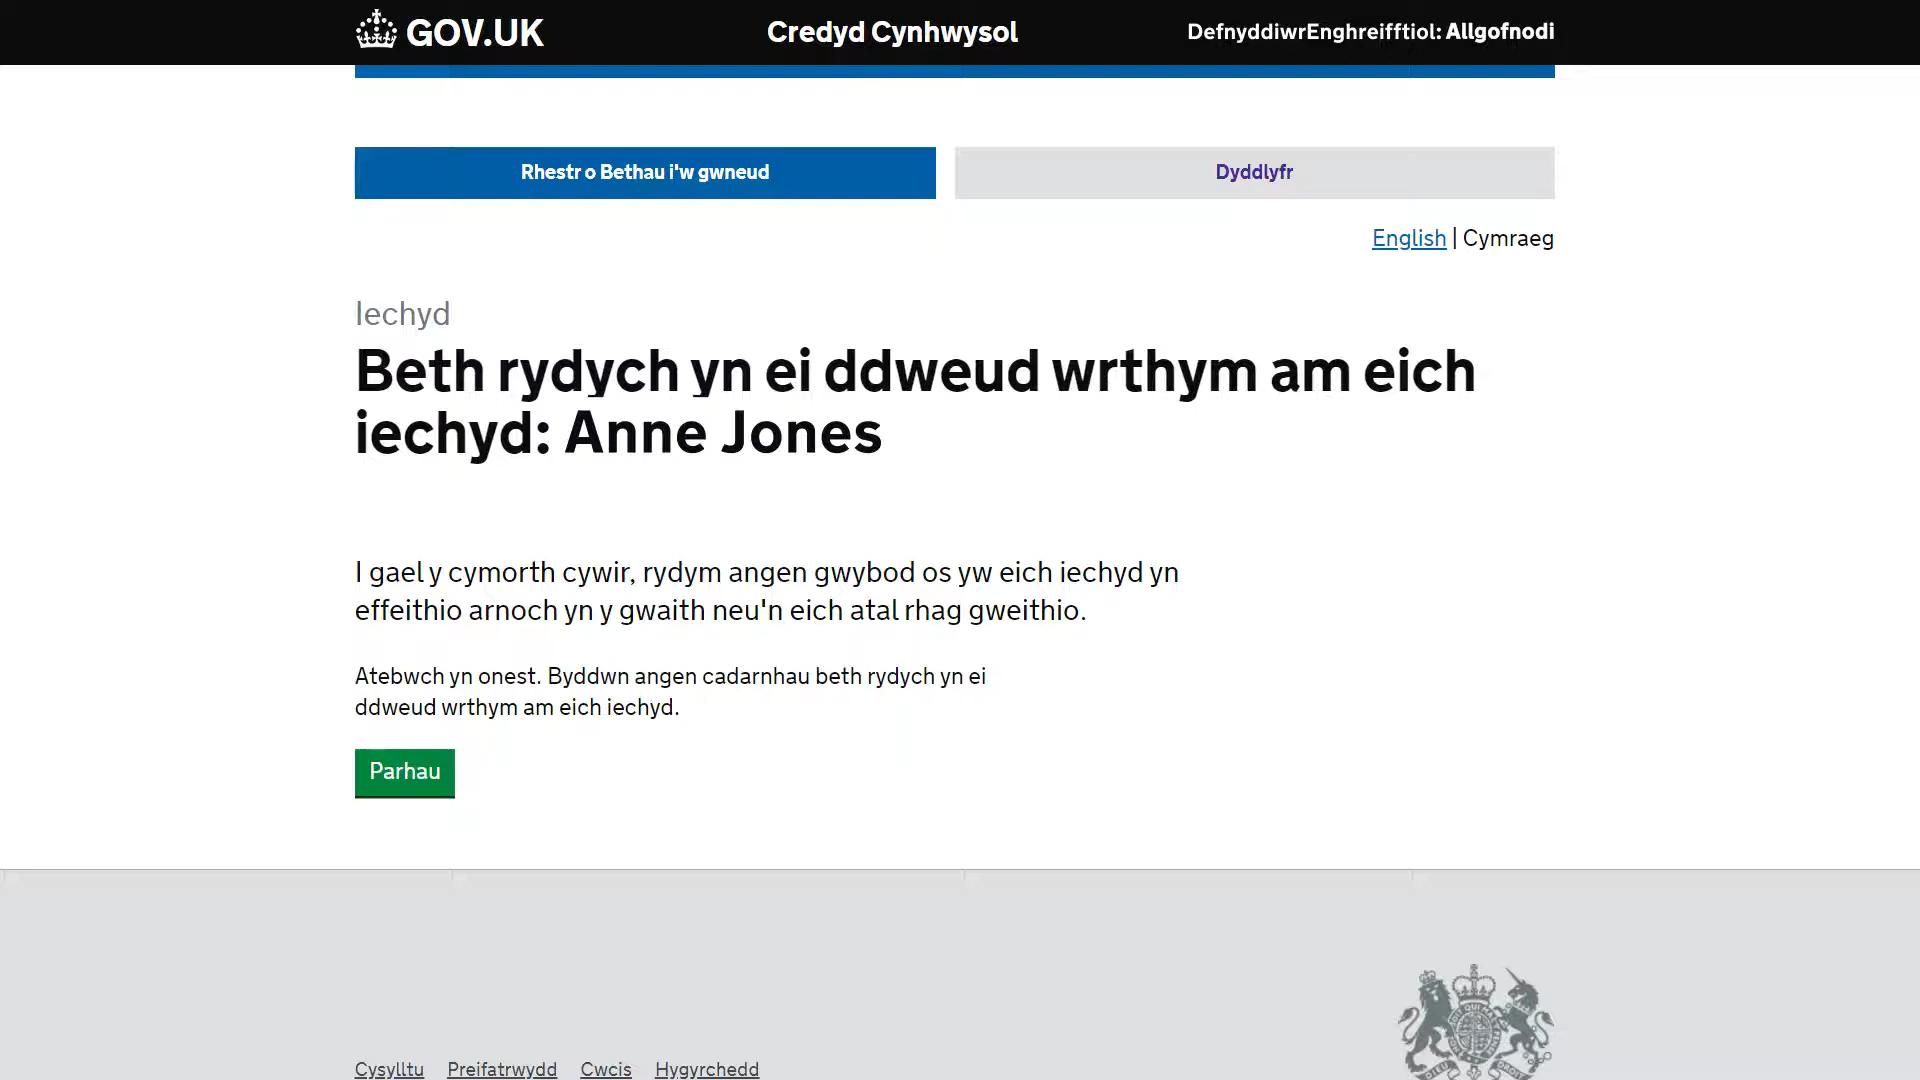 GOV.UK
Credyd Cynhwysol
DefnyddiwrEnghreifftiol: Allgofnodi
Rhestr o Bethau i'w gwneud
Dyddlyfr
English | Cymraeg
Iechyd
Beth rydych yn ei ddweud wrthym am eich
iechyd: Anne Jones
I gael y cymorth cywir, rydym angen gwybod os yw eich iechyd yn
effeithio arnoch yn y gwaith neu'n eich atal rhag gweithio.
Atebwch yn onest. Byddwn angen cadarnhau beth rydych yn ei
ddweud wrthym am eich iechyd.
Parhau
Cysylltu Preifatrwydd Cwcis Hygyrchedd